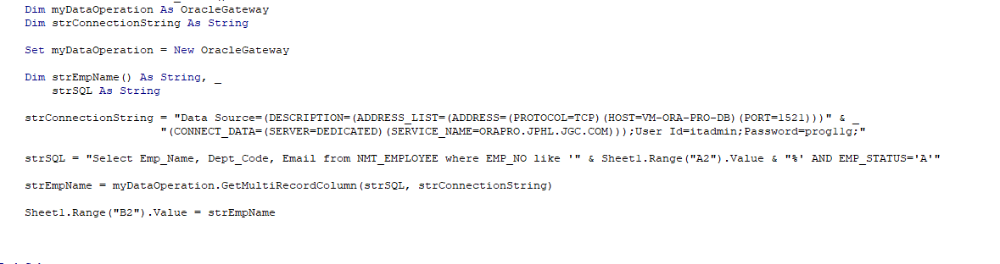 Dim myDataOperation As OracleGateway
Dim strConnectionString As String
Set myDataOperation = New OracleGateway
Dim strEmpName() As String, _
strSQL As String
strConnectionString = "Data Source=(DESCRIPTION=(ADDRESS_LIST=(ADDRESS=(PROTOCOL=TCP)(HOST=VM-ORA-PRO-DB)(PORT=1521)))" & _
"(CONNECT_DATA=(SERVER=DEDICATED)(SERVICE_NAME=ORAPRO.JPHL.JGC.COM)));User Id=itadmin;Password=prog11g;"
strSQL = "Select Emp_Name, Dept_Code, Email from NMT_EMPLOYEE where EMP_NO like '" & Sheet1.Range("A2").Value & "%' AND EMP_STATUS='A'"
strEmpName = myDataOperation.GetMultiRecordColumn(strSQL, strConnectionString)
Sheet1.Range("B2").Value = strEmpName